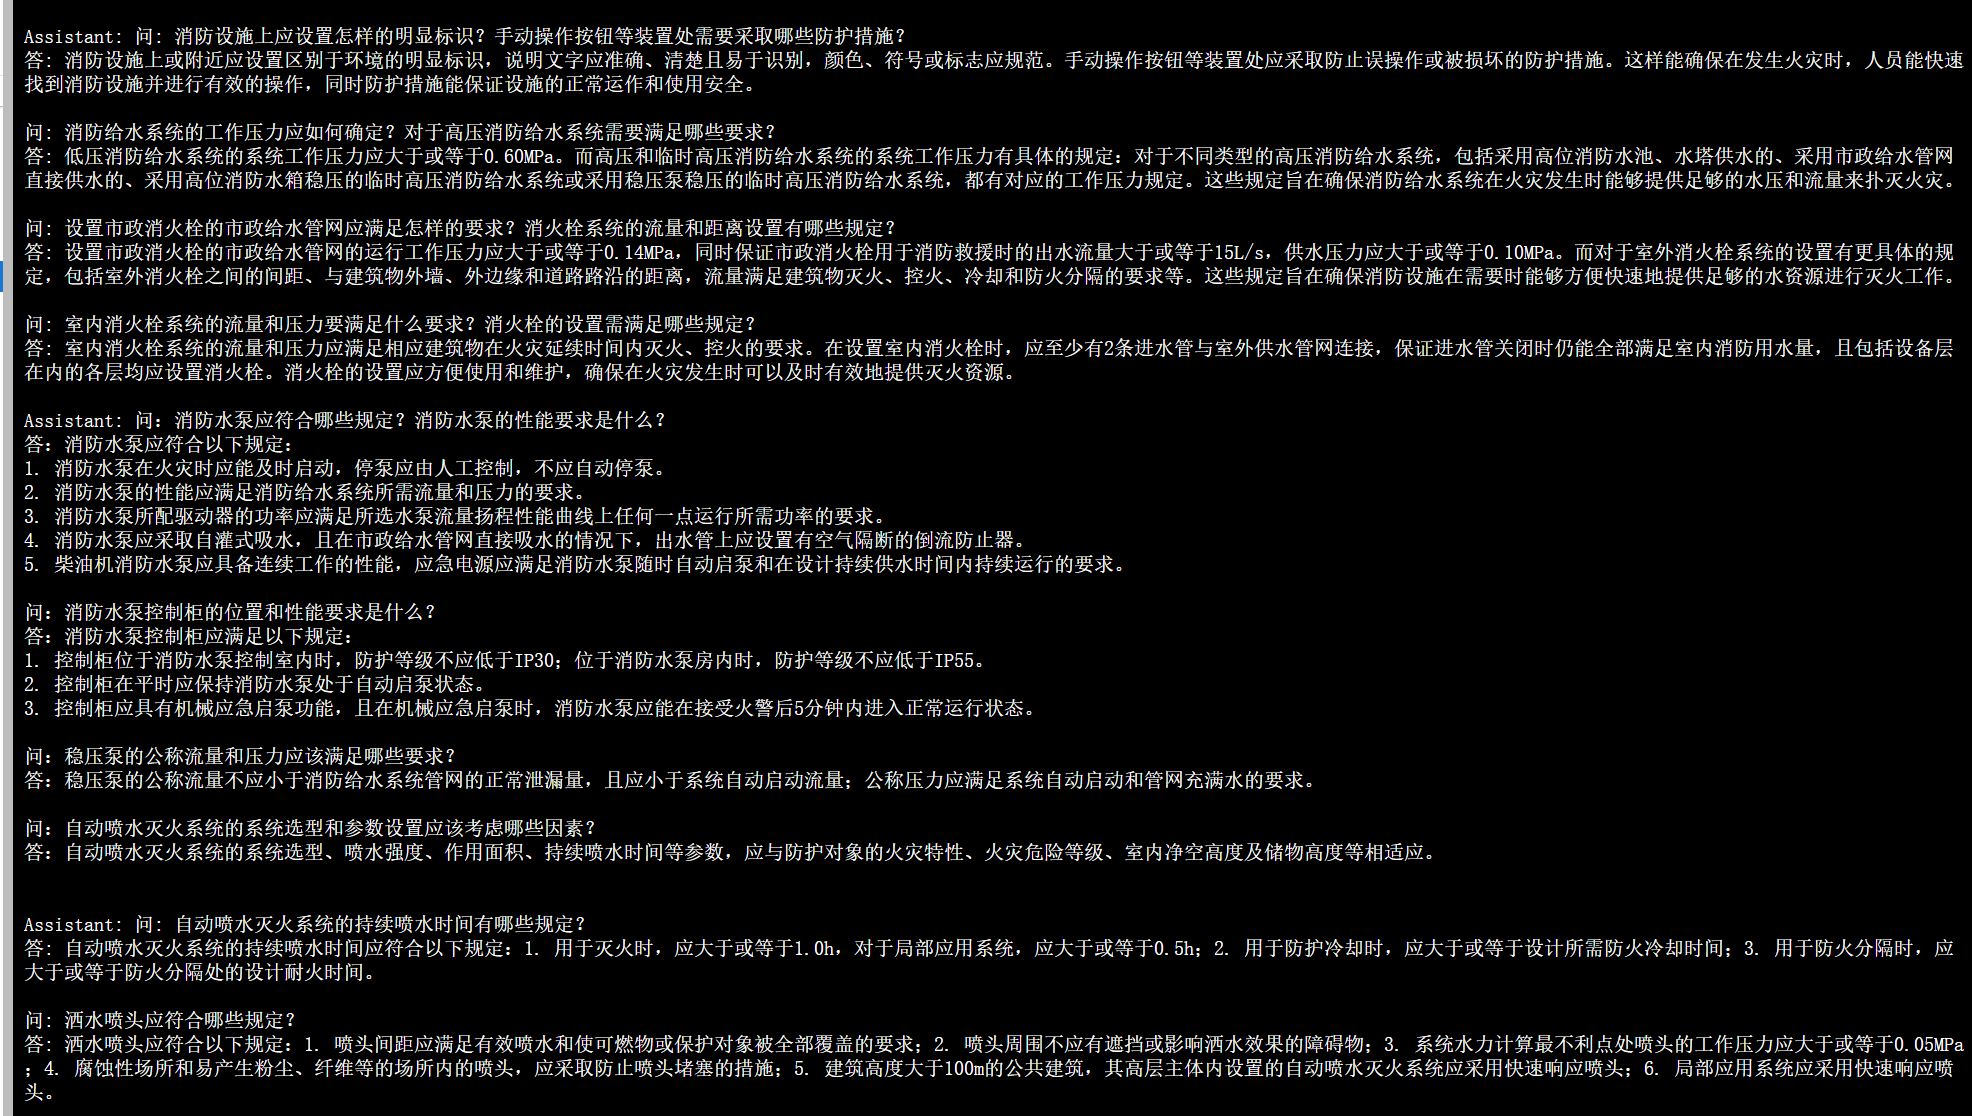 Assistant: 问: 消防设施上应设置怎样的明显标识? 手动操作按钮等装置处需要采取哪些防护措施?
答: 消防设施上或附近应设置区别于环境的明显标识，说明文字应准确、清楚且易于识别，颜色、符号或标志应规范。手动操作按钮等装置处应采取防止误操作或被损坏的防护措施。这样能确保在发生火灾时，人员能快速
找到消防设施并进行有效的操作，同时防护措施能保证设施的正常运作和使用安全。
问: 消防给水系统的工作压力应如何确定? 对于高压消防给水系统需要满足哪些要求?
答: 低压消防给水系统的系统工作压力应大于或等于0.60MPa。而高压和临时高压消防给水系统的系统工作压力有具体的规定: 对于不同类型的高压消防给水系统，包括采用高位消防水池、水塔供水的、采用市政给水管网
直接供水的、采用高位消防水箱稳压的临时高压消防给水系统或采用稳压泵稳压的临时高压消防给水系统，都有对应的工作压力规定。这些规定旨在确保消防给水系统在火灾发生时能够提供足够的水压和流量来扑灭火灾。
问: 设置市政消火栓的市政给水管网应满足怎样的要求? 消火栓系统的流量和距离设置有哪些规定?
答: 设置市政消火栓的市政给水管网的运行工作压力应大于或等于0.14MPa，同时保证市政消火栓用于消防救援时的出水流量大于或等于15L/s，供水压力应大于或等于0.10MPa。而对于室外消火栓系统的设置有更具体的规
定，包括室外消火栓之间的间距、与建筑物外墙、外边缘和道路路沿的距离，流量满足建筑物灭火、控火、冷却和防火分隔的要求等。这些规定旨在确保消防设施在需要时能够方便快速地提供足够的水资源进行灭火工作。
问: 室内消火栓系统的流量和压力要满足什么要求? 消火栓的设置需满足哪些规定?
答: 室内消火栓系统的流量和压力应满足相应建筑物在火灾延续时间内灭火、控火的要求。在设置室内消火栓时，应至少有2条进水管与室外供水管网连接，保证进水管关闭时仍能全部满足室内消防用水量，且包括设备层
在内的各层均应设置消火栓。消火栓的设置应方便使用和维护，确保在火灾发生时可以及时有效地提供灭火资源。
Assistant: 问: 消防水泵应符合哪些规定? 消防水泵的性能要求是什么?
答: 消防水泵应符合以下规定:
1. 消防水泵在火灾时应能及时启动，停泵应由人工控制，不应自动停泵。
2. 消防水泵的性能应满足消防给水系统所需流量和压力的要求。
3. 消防水泵所配驱动器的功率应满足所选水泵流量扬程性能曲线上任何一点运行所需功率的要求。
4. 消防水泵应采取自灌式吸水，且在市政给水管网直接吸水的情况下，出水管上应设置有空气隔断的倒流防止器。
5. 柴油机消防水泵应具备连续工作的性能，应急电源应满足消防水泵随时自动启泵和在设计持续供水时间内持续运行的要求。
问: 消防水泵控制柜的位置和性能要求是什么?
答: 消防水泵控制柜应满足以下规定:
1. 控制柜位于消防水泵控制室内时，防护等级不应低于IP30; 位于消防水泵房内时，防护等级不应低于IP55。
2. 控制柜在平时应保持消防水泵处于自动启泵状态。
3. 控制柜应具有机械应急启泵功能，且在机械应急启泵时，消防水泵应能在接受火警后5分钟内进入正常运行状态。
问: 稳压泵的公称流量和压力应该满足哪些要求?
答: 稳压泵的公称流量不应小于消防给水系统管网的正常泄漏量，且应小于系统自动启动流量; 公称压力应满足系统自动启动和管网充满水的要求。
问: 自动喷水灭火系统的系统选型和参数设置应该考虑哪些因素?
答: 自动喷水灭火系统的系统选型、喷水强度、作用面积、持续喷水时间等参数，应与防护对象的火灾特性、火灾危险等级、室内净空高度及储物高度等相适应。
Assistant: 问: 自动喷水灭火系统的持续喷水时间有哪些规定?
答: 自动喷水灭火系统的持续喷水时间应符合以下规定: 1. 用于灭火时，应大于或等于1.0h，对于局部应用系统，应大于或等于0.5h; 2. 用于防护冷却时，应大于或等于设计所需防火冷却时间; 3. 用于防火分隔时，应
大于或等于防火分隔处的设计耐火时间。
问: 洒水喷头应符合哪些规定?
答: 洒水喷头应符合以下规定: 1. 喷头间距应满足有效喷水和使可燃物或保护对象被全部覆盖的要求; 2. 喷头周围不应有遮挡或影响洒水效果的障碍物; 3. 系统水力计算最不利点处喷头的工作压力应大于或等于0.05MPa
; 4. 腐蚀性场所和易产生粉尘、纤维等的场所内的喷头，应采取防止喷头堵塞的措施; 5. 建筑高度大于100m的公共建筑，其高层主体内设置的自动喷水灭火系统应采用快速响应喷头; 6. 局部应用系统应采用快速响应喷
头。